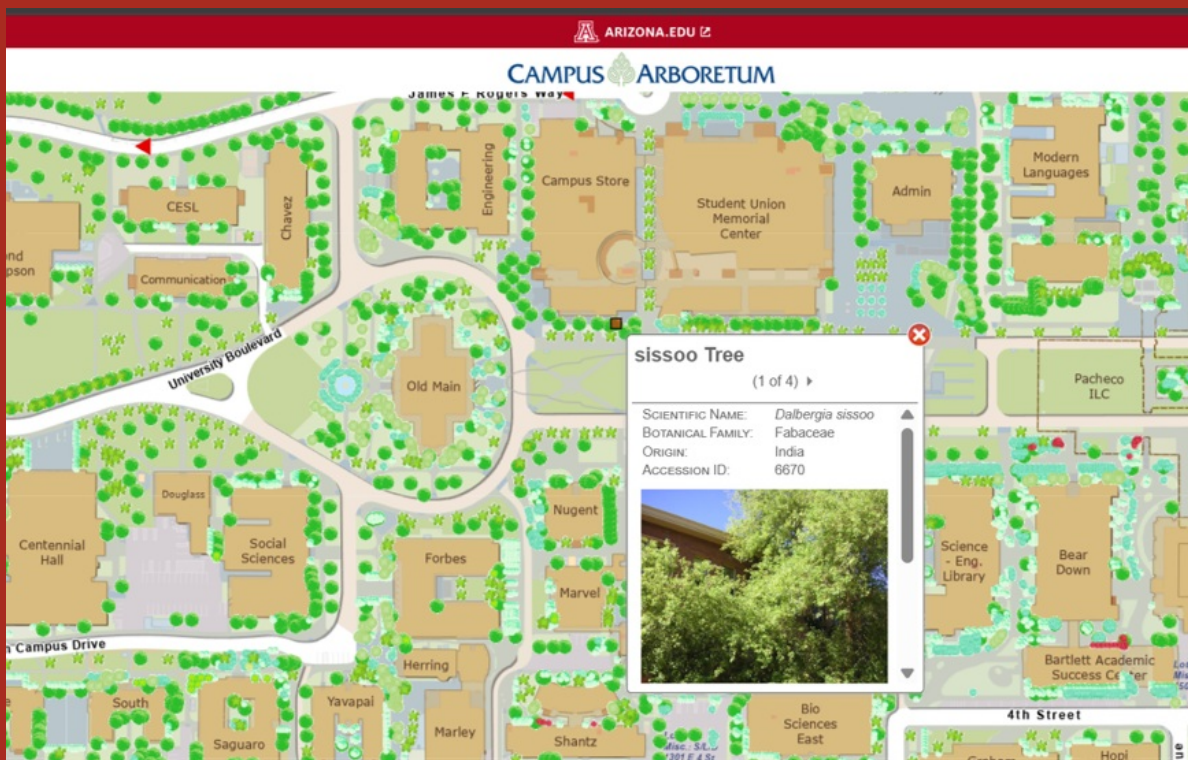 ARIZONA.EDU
CAMPUS ARBORETUM
James E Rogers Way
Engineering
Campus Store
Student Union
Memorial
Center
Admin
Modern
Languages
CESL
Chavez
Communication
University Boulevard
Old Main
sissoo Tree
(1 of 4)
SCIENTIFIC NAME: Dalbergia sissoo
BOTANICAL FAMILY: Fabaceae
ORIGIN: India
ACCESSION ID: 6670
Pacheco
ILC
Douglass
Centennial
Hall
Social
Sciences
Forbes
Nugent
Marvel
Science
- Eng.
Library
Bear
Down
Campus Drive
Herring
Bartlett Academic
Success Center
South
Saguaro
Yavapai
Marley
Shantz
Bio
Sciences
East
4th Street
Hopi